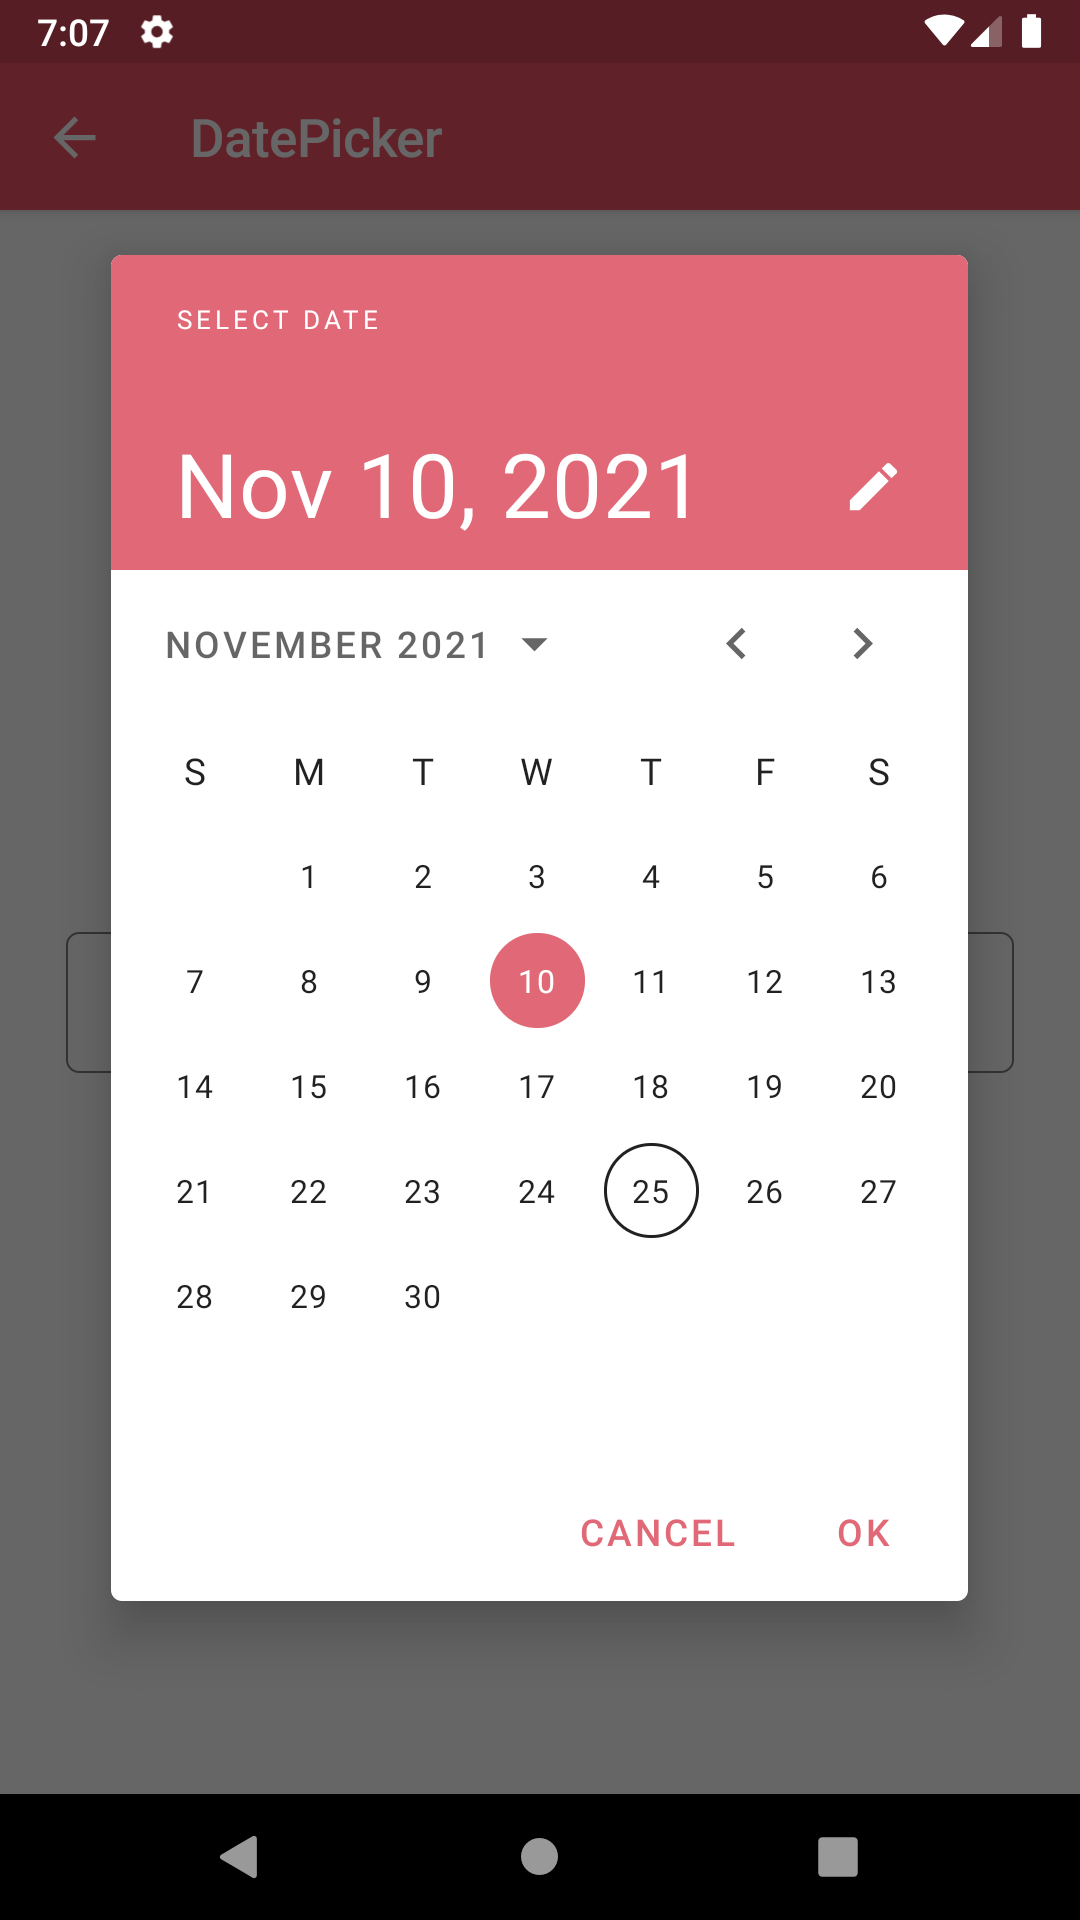 7:07
DatePicker
SELECT DATE
Nov 10, 2021
NOVEMBER 2021
S M T W T F S
1 2 3 4 5 6
7 8 9 10 11 12 13
14 15 16 17 18 19 20
21 22 23 24 25 26 27
28 29 30
CANCEL OK